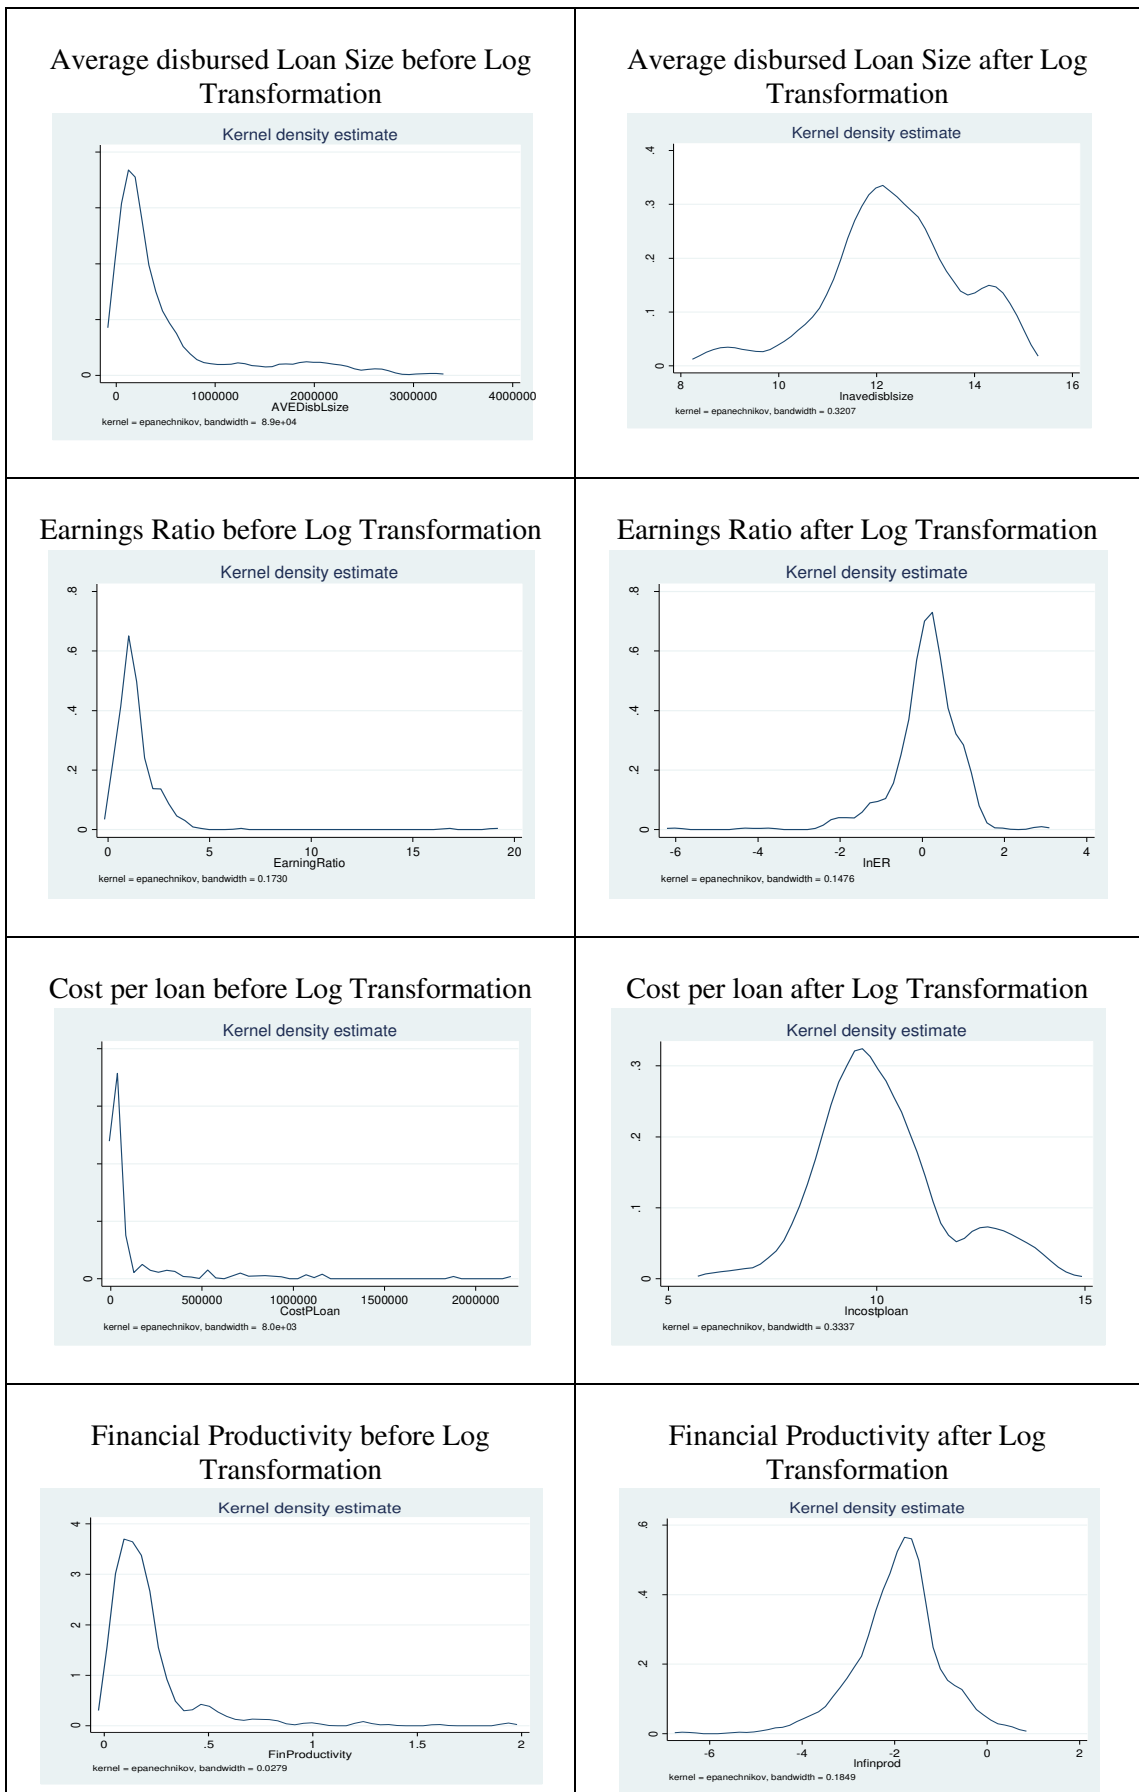 Average disbursed Loan Size before Log
Transformation
Kernel density estimate
0
0 1000000 2000000 3000000 4000000
AVEDisbLsize
kernel = epanechnikov, bandwidth = 8.9e+04
Average disbursed Loan Size after Log
Transformation
Kernel density estimate
.4
.3
.2
.1
0
8 10 12 14 16
lnavedisblsize
kernel = epanechnikov, bandwidth = 0.3207
Earnings Ratio before Log Transformation
Kernel density estimate
.8
.6
.4
.2
0
0 5 10 15 20
EarningRatio
kernel = epanechnikov, bandwidth = 0.1730
Earnings Ratio after Log Transformation
Kernel density estimate
.8
.6
.4
.2
0
-6 -4 -2 0 2 4
lnER
kernel = epanechnikov, bandwidth = 0.1476
Cost per loan before Log Transformation
Kernel density estimate
0
0 500000 1000000 1500000 2000000
CostPLoan
kernel = epanechnikov, bandwidth = 8.0e+03
Cost per loan after Log Transformation
Kernel density estimate
.3
.2
.1
0
5 10 15
lncostploan
kernel = epanechnikov, bandwidth = 0.3337
Financial Productivity before Log
Transformation
Kernel density estimate
4
3
2
1
0
0 .5 1 1.5 2
FinProductivity
kernel = epanechnikov, bandwidth = 0.0279
Financial Productivity after Log
Transformation
Kernel density estimate
.6
.4
.2
0
-6 -4 -2 0 2
lnfinprod
kernel = epanechnikov, bandwidth = 0.1849